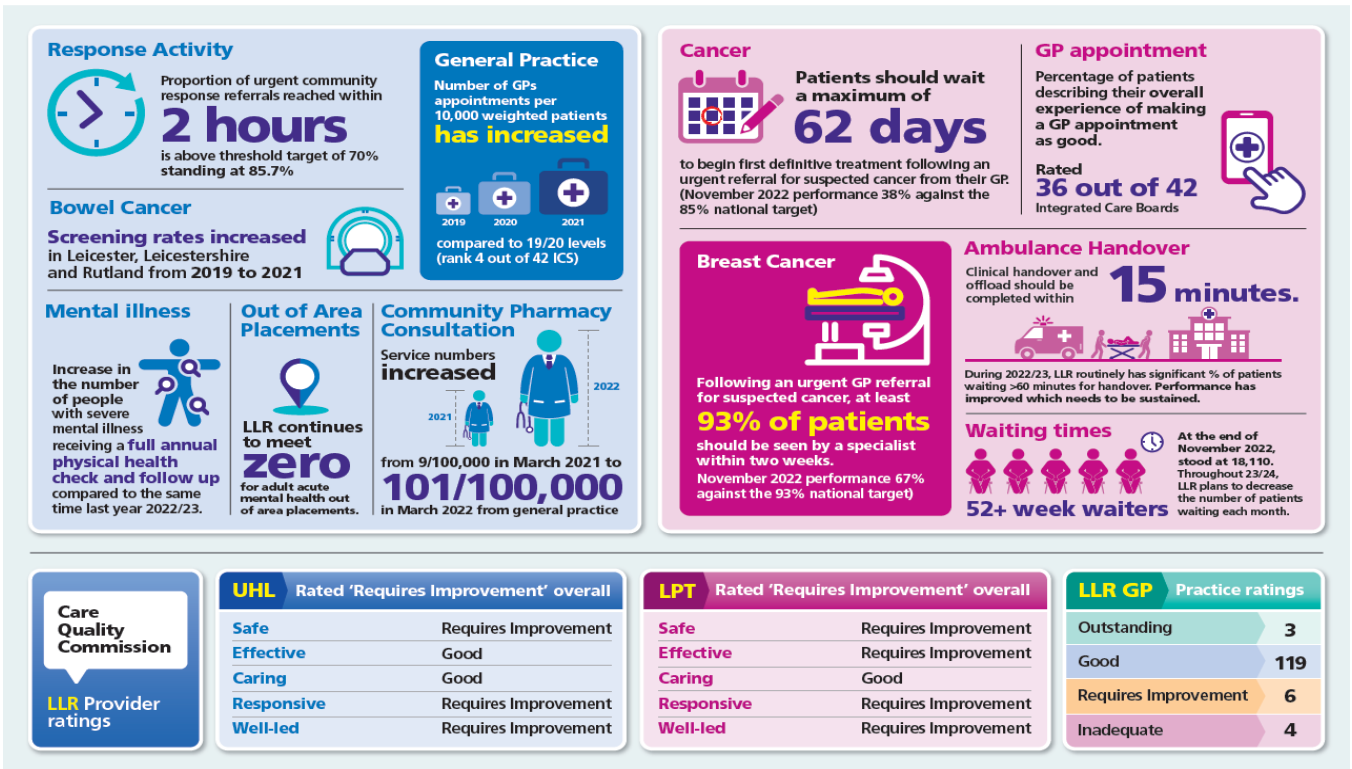 Response Activity
Proportion of urgent community
response referrals reached within
2 hours
is above threshold target of 70%
standing at 85.7%
General Practice
Number of GPs
appointments per
10,000 weighted patients
has increased
2019
2020
2021
compared to 19/20 levels
(rank 4 out of 42 ICS)
Bowel Cancer
Screening rates increased
in Leicester, Leicestershire
and Rutland from 2019 to 2021
Mental illness
Increase in
the number
of people
with severe
mental illness
receiving a full annual
physical health
check and follow up
compared to the same
time last year 2022/23.
Out of Area
Placements
LLR continues
to meet
zero
for adult acute
mental health out
of area placements.
Community Pharmacy
Consultation
Service numbers
increased
2021
2022
from 9/100,000 in March 2021 to
101/100,000
in March 2022 from general practice
Cancer
Patients should wait
a maximum of
62 days
to begin first definitive treatment following an
urgent referral for suspected cancer from their GP.
(November 2022 performance 38% against the
85% national target)
GP appointment
Percentage of patients
describing their overall
experience of making
a GP appointment
as good.
Rated
36 out of 42
Integrated Care Boards
Breast Cancer
Following an urgent GP referral
for suspected cancer, at least
93% of patients
should be seen by a specialist
within two weeks.
November 2022 performance 67%
against the 93% national target)
Ambulance Handover
Clinical handover and
offload should be
completed within
15 minutes.
During 2022/23, LLR routinely has significant % of patients
waiting >60 minutes for handover. Performance has
improved which needs to be sustained.
Waiting times
52+ week waiters
At the end of
November 2022,
stood at 18,110.
Throughout 23/24,
LLR plans to decrease
the number of patients
waiting each month.
Care
Quality
Commission
LLR Provider
ratings
UHL Rated ‘Requires Improvement’ overall
Safe Requires Improvement
Effective Good
Caring Good
Responsive Requires Improvement
Well-led Requires Improvement
LPT Rated ‘Requires Improvement’ overall
Safe Requires Improvement
Effective Requires Improvement
Caring Good
Responsive Requires Improvement
Well-led Requires Improvement
LLR GP Practice ratings
Outstanding 3
Good 119
Requires Improvement 6
Inadequate 4